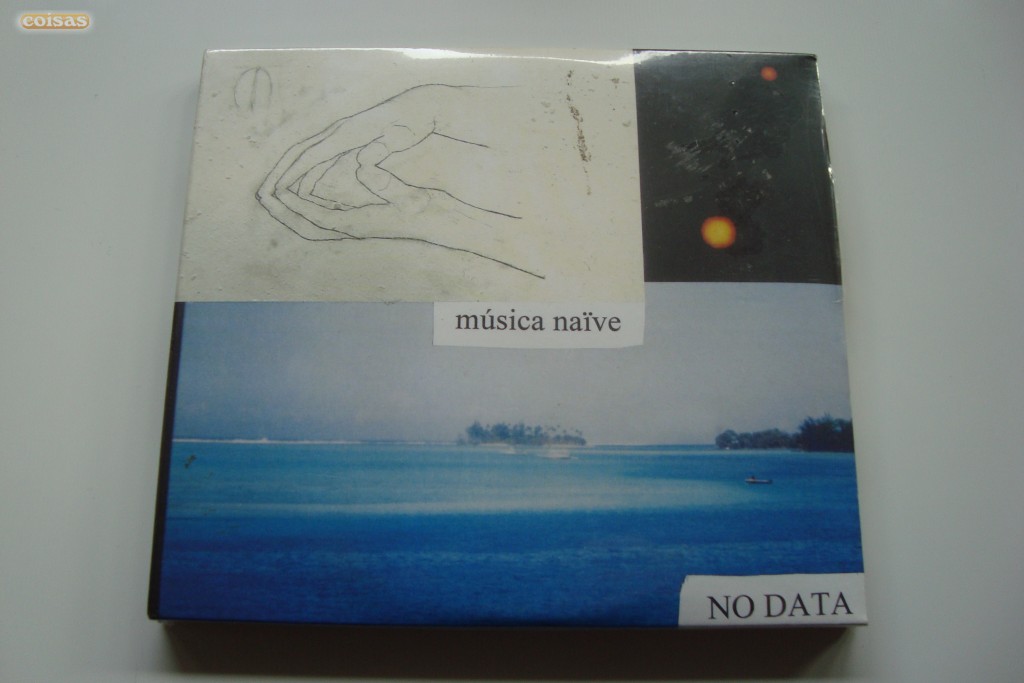 coisas
música naïve
NO DATA